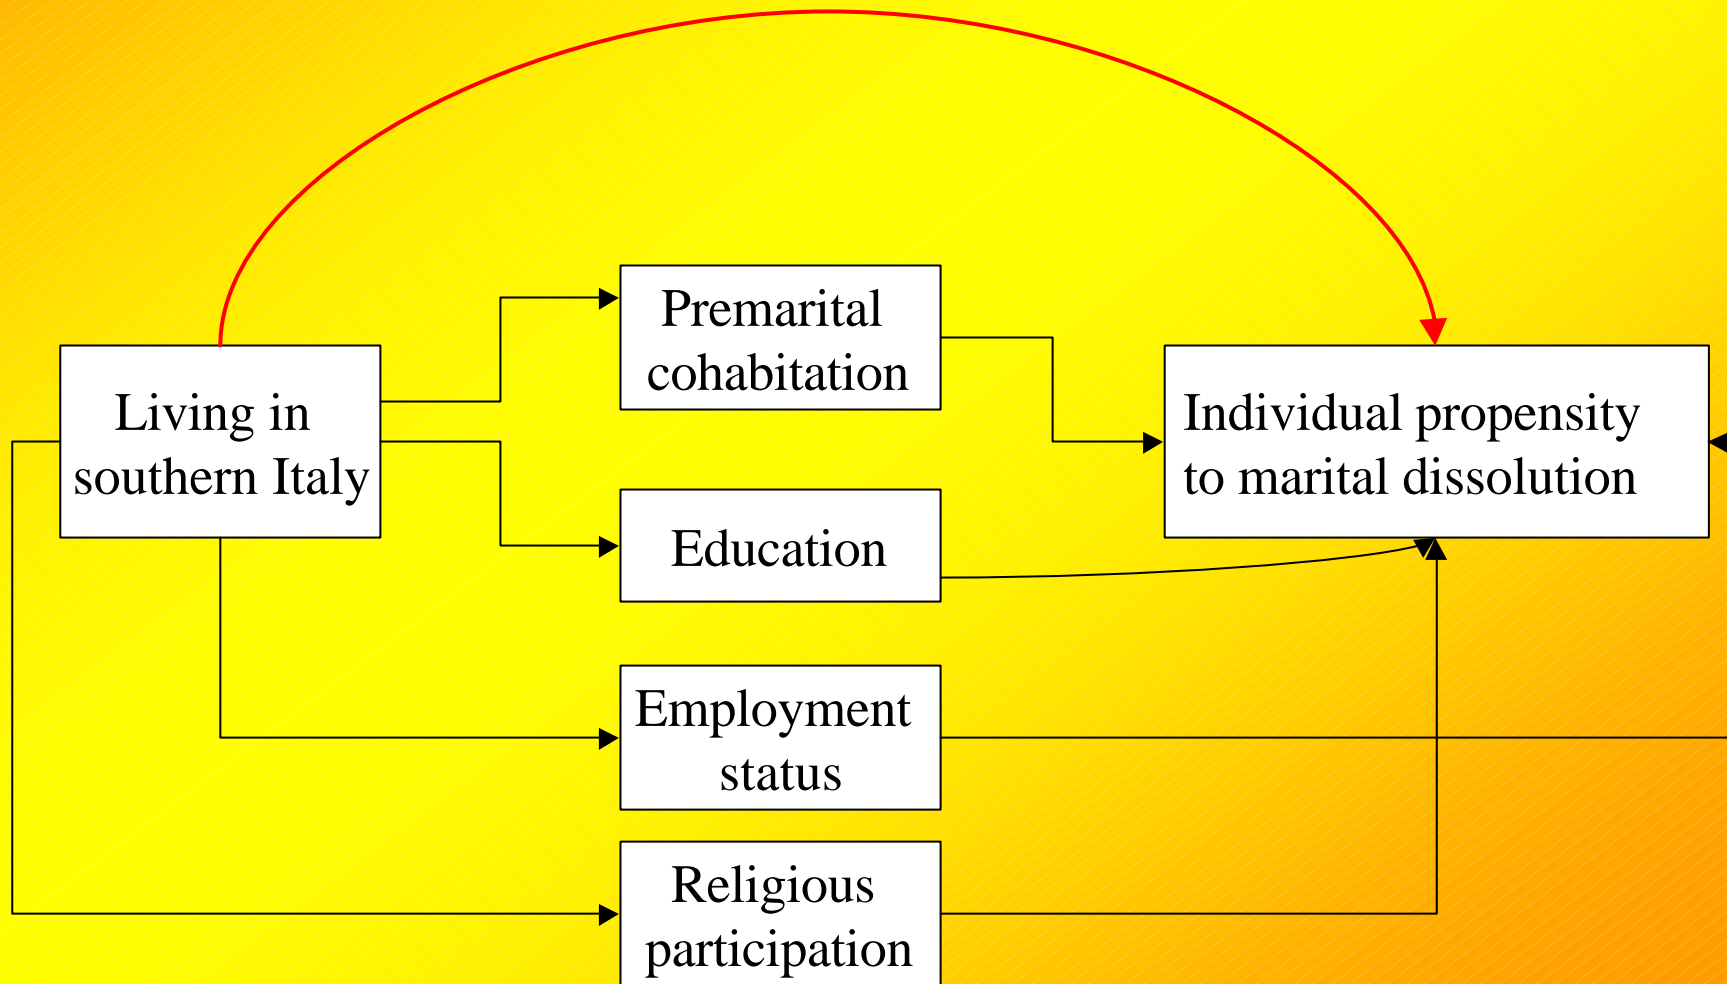 Premarital
cohabitation
Living in
southern Italy
Individual propensity
to marital dissolution
Education
Employment
status
Religious
participation